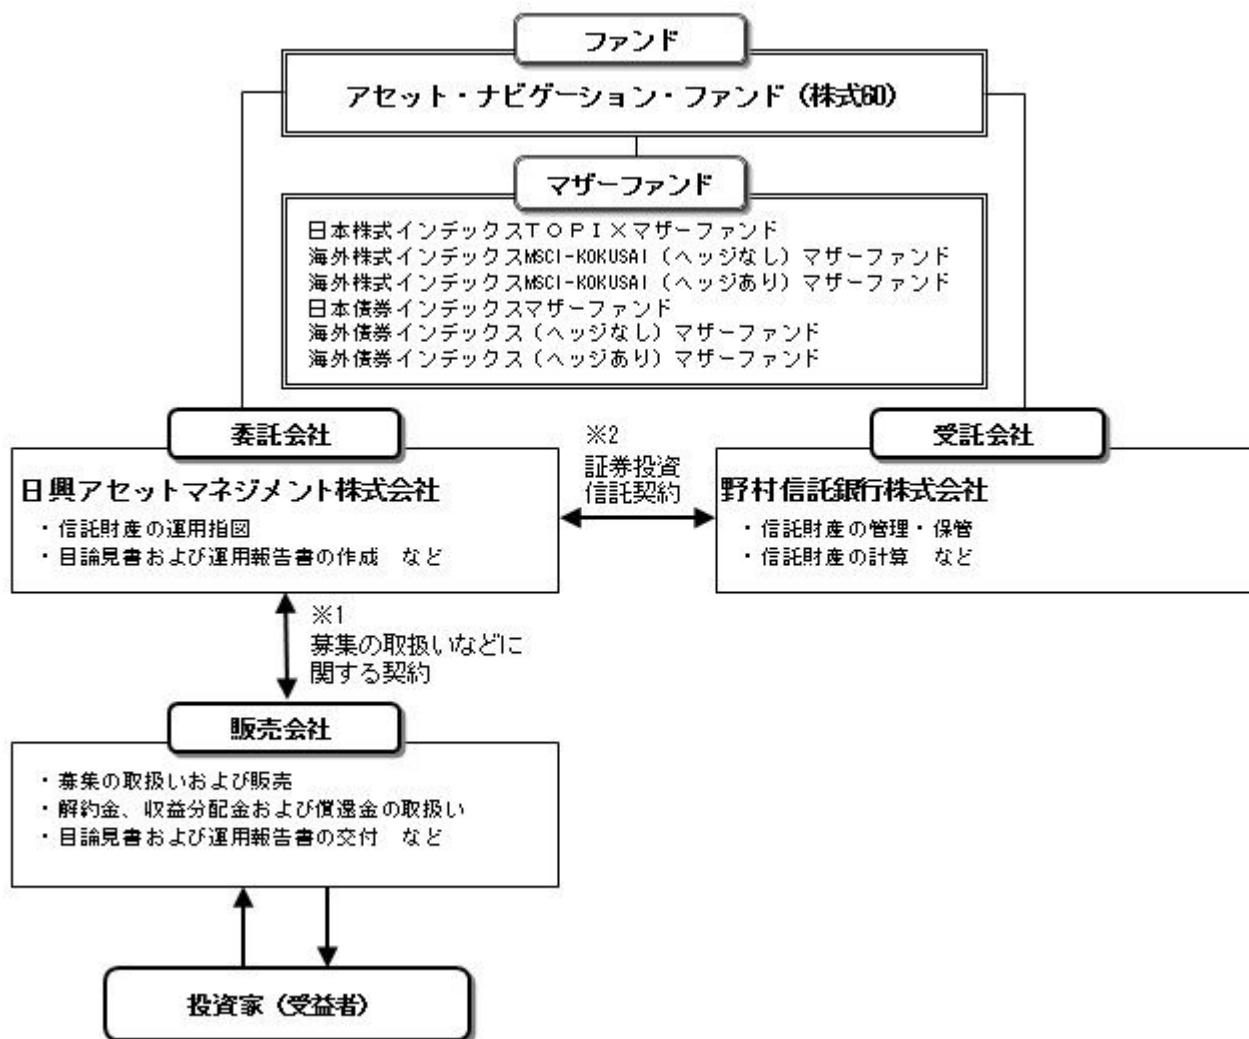 ファンド
アセット・ナビゲーション・ファンド（株式60）
マザーファンド
日本株式インデックスＴＯＰＩＸマザーファンド
海外株式インデックスMSCI-KOKUSAI（ヘッジなし）マザーファンド
海外株式インデックスMSCI-KOKUSAI（ヘッジあり）マザーファンド
日本債券インデックスマザーファンド
海外債券インデックス（ヘッジなし）マザーファンド
海外債券インデックス（ヘッジあり）マザーファンド
委託会社
日興アセットマネジメント株式会社
・信託財産の運用指図
・目論見書および運用報告書の作成　など
※2
証券投資
信託契約
受託会社
野村信託銀行株式会社
・信託財産の管理・保管
・信託財産の計算　など
※1
募集の取扱いなどに
関する契約
販売会社
・募集の取扱いおよび販売
・解約金、収益分配金および償還金の取扱い
・目論見書および運用報告書の交付　など
投資家（受益者）